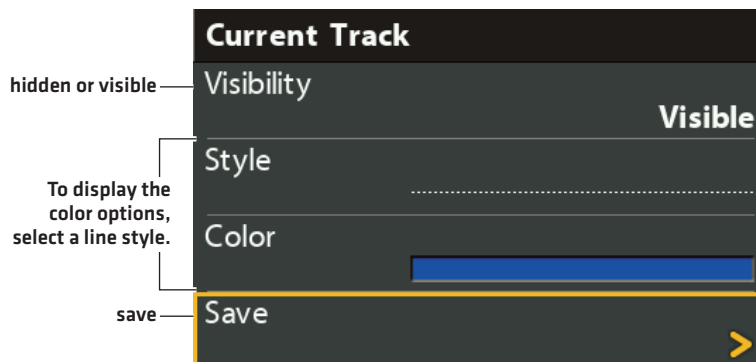 Current Track
hidden or visible
Visibility
Visible
Style
To display the
color options,
select a line style.
Color
save
Save